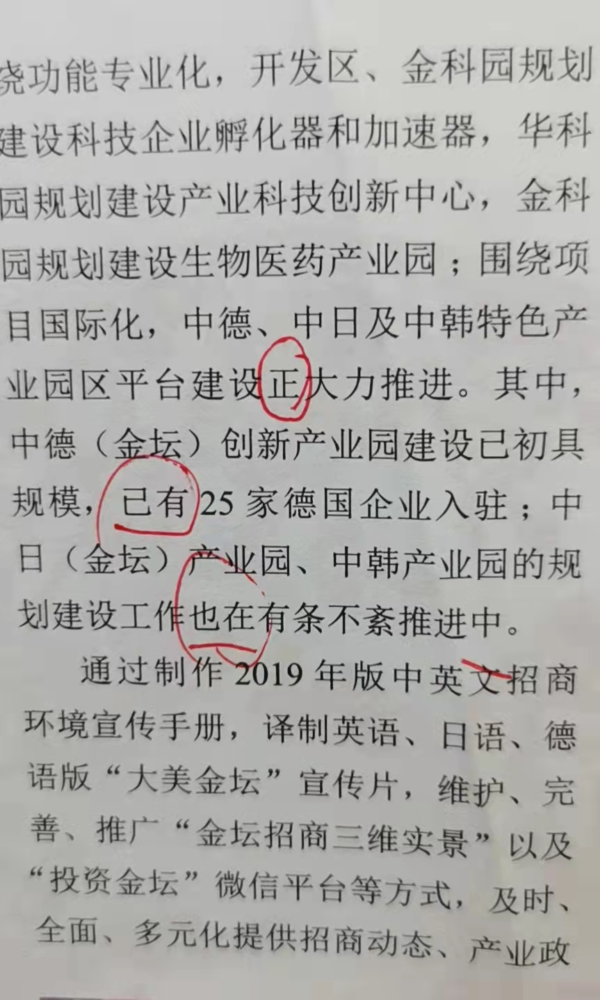 绕功能专业化，开发区、金科园规划
建设科技企业孵化器和加速器，华科
园规划建设产业科技创新中心，金科
园规划建设生物医药产业园；围绕项
目国际化，中德、中日及中韩特色产
业园区平台建设正大力推进。其中，
中德（金坛）创新产业园建设已初具
规模，已有25家德国企业入驻；中
日（金坛）产业园、中韩产业园的规
划建设工作也在有条不紊推进中。
通过制作2019年版中英文招商
环境宣传手册，译制英语、日语、德
语版“大美金坛”宣传片，维护、完
善、推广“金坛招商三维实景”以及
“投资金坛”微信平台等方式，及时、
全面、多元化提供招商动态、产业政